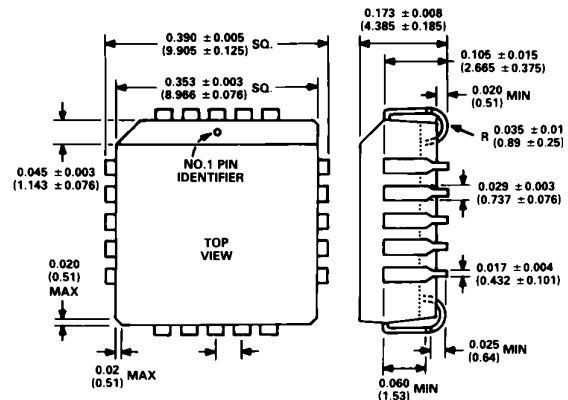 0.390 ±0.005 SQ.
(9.905 ±0.125)
0.353 ±0.003 SQ.
(8.966 ±0.076)
0.045 ±0.003
(1.143 ±0.076)
NO.1 PIN
IDENTIFIER
TOP
VIEW
0.020
(0.51)
MAX
0.02
(0.51) MAX
0.173 ±0.008
(4.385 ±0.185)
0.105 ±0.015
(2.665 ±0.375)
0.020
(0.51) MIN
R 0.035 ±0.01
(0.89 ±0.25)
0.029 ±0.003
(0.737 ±0.076)
0.017 ±0.004
(0.432 ±0.101)
0.025
(0.64) MIN
0.060
(1.53) MIN